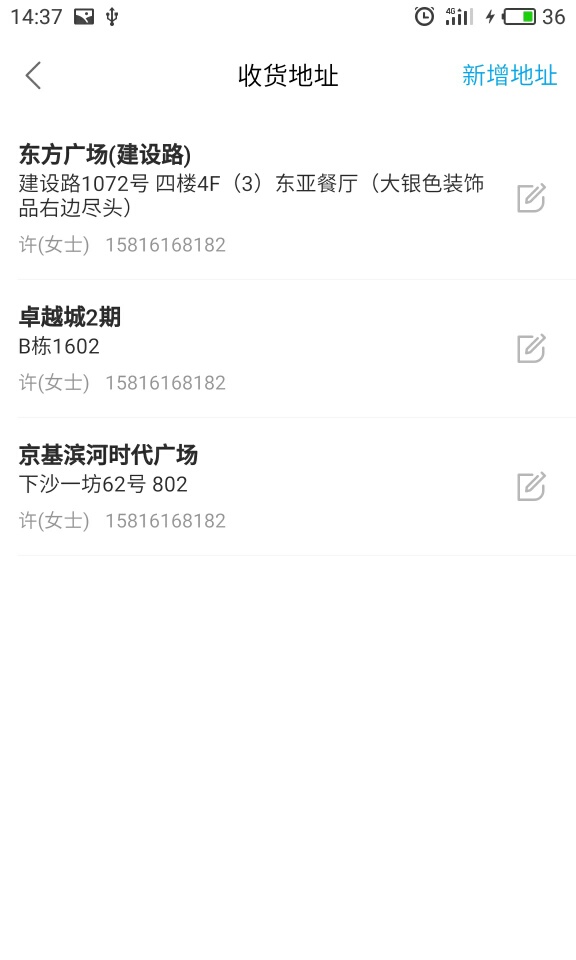 14:37
4G
36
收货地址
新增地址
东方广场(建设路)
建设路1072号 四楼4F（3）东亚餐厅（大银色装饰
品右边尽头）
许(女士) 15816168182
卓越城2期
B栋1602
许(女士) 15816168182
京基滨河时代广场
下沙一坊62号 802
许(女士) 15816168182